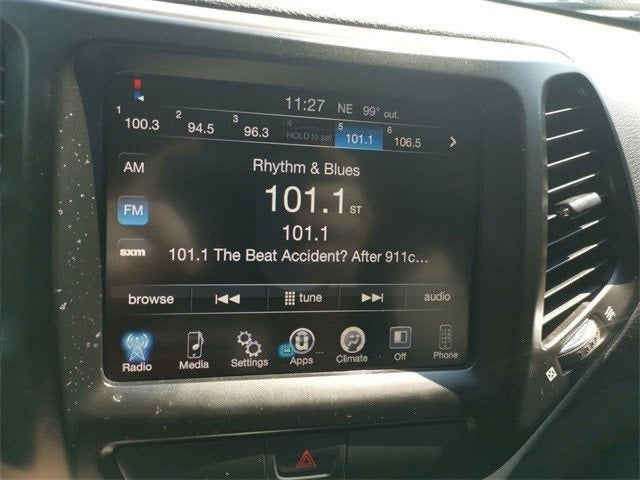 11:27 NE 99° out.
1 100.3 2 94.5 3 96.3 4 HOLD to set 5 101.1 6 106.5
AM
Rhythm & Blues
FM
101.1 ST
101.1
sxm
101.1 The Beat Accident? After 911c...
browse tune audio
Radio Media Settings Apps Climate Off Phone